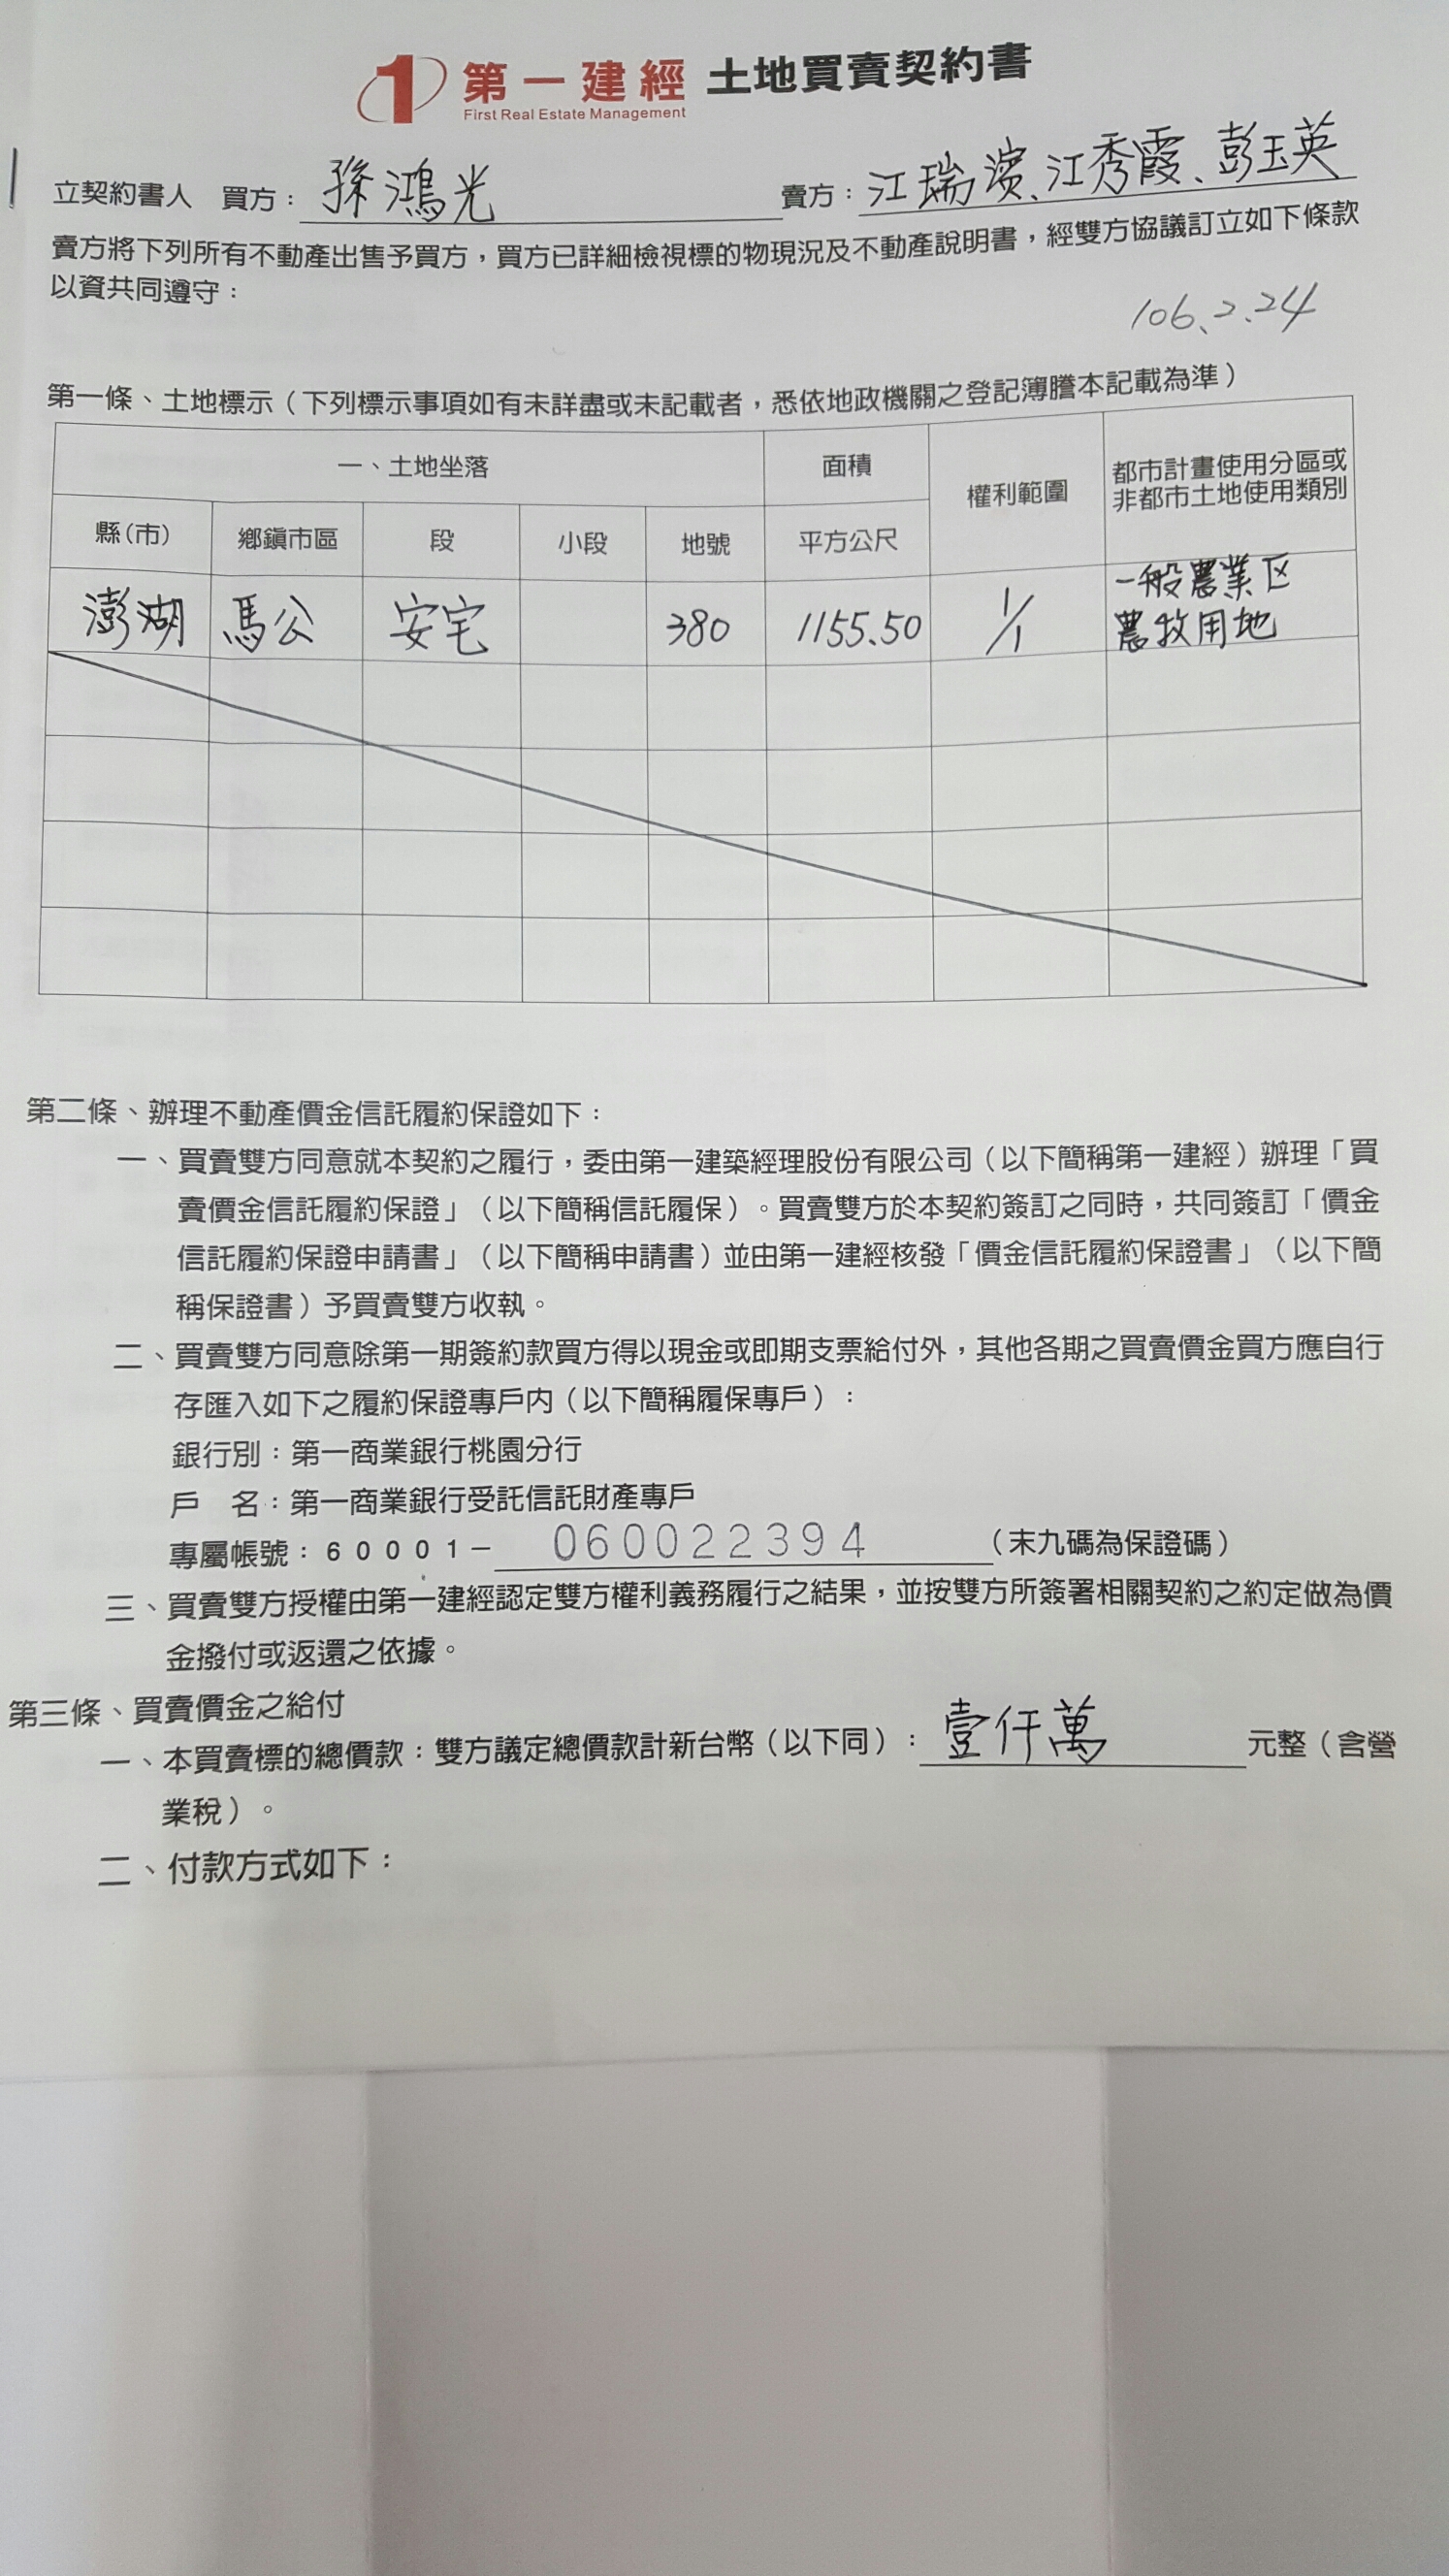 第一建經 土地買賣契約書
First Real Estate Management
立契約書人 買方：孫鴻光 賣方：江瑞濱、江秀霞、彭玉英
賣方將下列所有不動產出售予買方，買方已詳細檢視標的物現況及不動產說明書，經雙方協議訂立如下條款
以資共同遵守：
106、2、24
第一條、土地標示（下列標示事項如有未詳盡或未記載者，悉依地政機關之登記簿謄本記載為準）
一、土地坐落 面積 權利範圍 都市計畫使用分區或
非都市土地使用類別
縣(市) 鄉鎮市區 段 小段 地號 平方公尺
澎湖 馬公 安宅 380 1155.50 1/1 一般農業区
農牧用地
第二條、辦理不動產價金信託履約保證如下：
一、買賣雙方同意就本契約之履行，委由第一建築經理股份有限公司（以下簡稱第一建經）辦理「買
賣價金信託履約保證」（以下簡稱信託履保）。買賣雙方於本契約簽訂之同時，共同簽訂「價金
信託履約保證申請書」（以下簡稱申請書）並由第一建經核發「價金信託履約保證書」（以下簡
稱保證書）予買賣雙方收執。
二、買賣雙方同意除第一期簽約款買方得以現金或即期支票給付外，其他各期之買賣價金買方應自行
存匯入如下之履約保證專戶內（以下簡稱履保專戶）：
銀行別：第一商業銀行桃園分行
戶 名：第一商業銀行受託信託財產專戶
專屬帳號：60001－060022394（末九碼為保證碼）
三、買賣雙方授權由第一建經認定雙方權利義務履行之結果，並按雙方所簽署相關契約之約定做為價
金撥付或返還之依據。
第三條、買賣價金之給付
一、本買賣標的總價款：雙方議定總價款計新台幣（以下同）：壹仟萬元整（含營
業稅）。
二、付款方式如下：